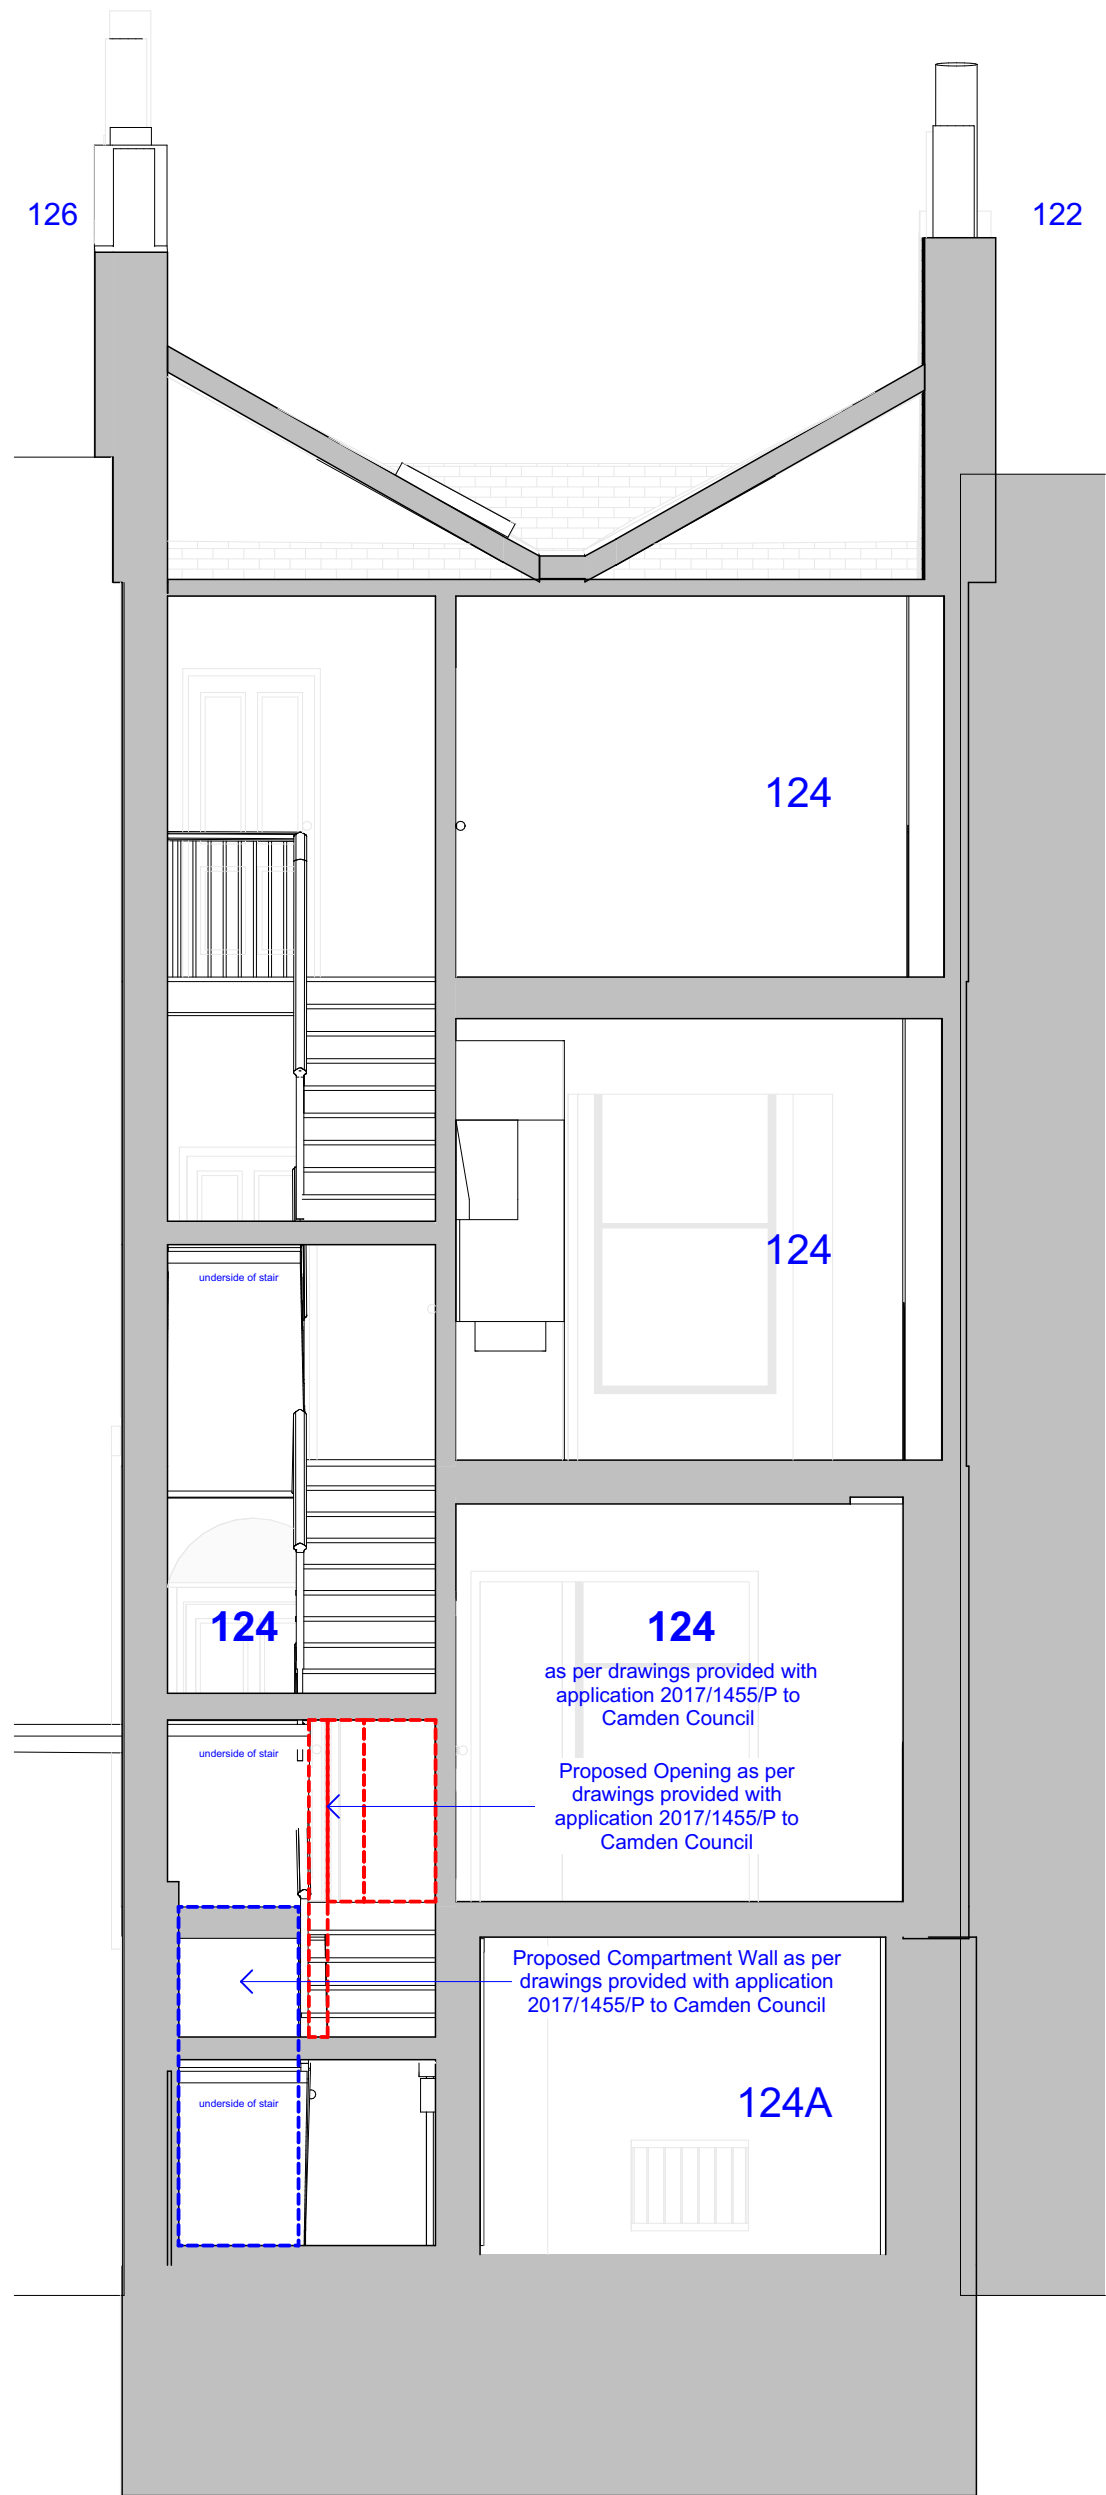 126
122
124
124
underside of stair
124
124
as per drawings provided with
application 2017/1455/P to
Camden Council
underside of stair
Proposed Opening as per
drawings provided with
application 2017/1455/P to
Camden Council
Proposed Compartment Wall as per
drawings provided with application
2017/1455/P to Camden Council
underside of stair
124A